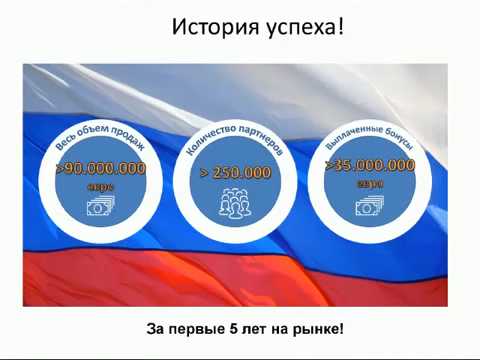 История успеха!
Весь объем продаж
>90.000.000
евро
Количество партнеров
> 250.000
Выплаченные бонусы
>35.000.000
евро
За первые 5 лет на рынке!